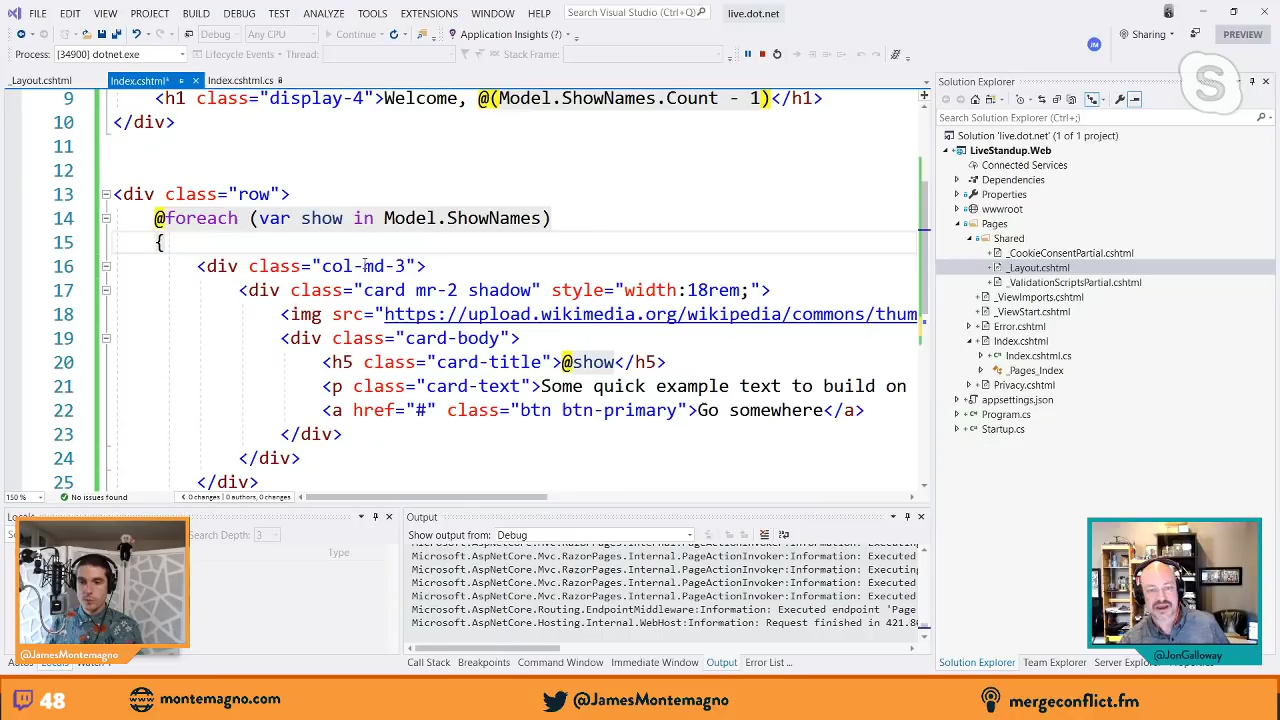 FILE EDIT VIEW PROJECT BUILD DEBUG TEST ANALYZE TOOLS EXTENSIONS WINDOW HELP Search Visual Studio (Ctrl+Q) live.dot.net
Debug Any CPU Continue Application Insights (?) Sharing PREVIEW
Process: [34900] dotnet.exe Lifecycle Events Thread: Stack Frame:
JM
_Layout.cshtml Index.cshtml* Index.cshtml.cs
9 <h1 class="display-4">Welcome, @(Model.ShowNames.Count - 1)</h1>
10 </div>
11
12
13 <div class="row">
14 @foreach (var show in Model.ShowNames)
15 {
16 <div class="col-md-3">
17 <div class="card mr-2 shadow" style="width:18rem;">
18 <img src="https://upload.wikimedia.org/wikipedia/commons/thum
19 <div class="card-body">
20 <h5 class="card-title">@show</h5>
21 <p class="card-text">Some quick example text to build on
22 <a href="#" class="btn btn-primary">Go somewhere</a>
23 </div>
24 </div>
25 </div>
150 % No issues found 0 changes | 0 authors, 0 changes
Solution Explorer
Search Solution Explorer (Ctrl+;)
Solution 'live.dot.net' (1 of 1 project)
LiveStandup.Web
Connected Services
Dependencies
Properties
wwwroot
Pages
Shared
_CookieConsentPartial.cshtml
_Layout.cshtml
_ValidationScriptsPartial.cshtml
_ViewImports.cshtml
_ViewStart.cshtml
Error.cshtml
Index.cshtml
Index.cshtml.cs
_Pages_Index
Privacy.cshtml
appsettings.json
Program.cs
Startup.cs
Locals
Search Depth: 3
Type
Output
Show output from: Debug
Microsoft.AspNetCore.Mvc.RazorPages.Internal.PageActionInvoker:Information: Executed
Microsoft.AspNetCore.Mvc.RazorPages.Internal.PageActionInvoker:Information: Executed
Microsoft.AspNetCore.Mvc.RazorPages.Internal.PageActionInvoker:Information: Executed
Microsoft.AspNetCore.Mvc.RazorPages.Internal.PageActionInvoker:Information: Executed
Microsoft.AspNetCore.Routing.EndpointMiddleware:Information: Executed endpoint 'Page
Microsoft.AspNetCore.Hosting.Internal.WebHost:Information: Request finished in 421.8
@JamesMontemagno
@JonGalloway
Call Stack Breakpoints Command Window Immediate Window Output Error List ...
Solution Explorer Team Explorer Server Explorer
48 montemagno.com @JamesMontemagno mergeconflict.fm